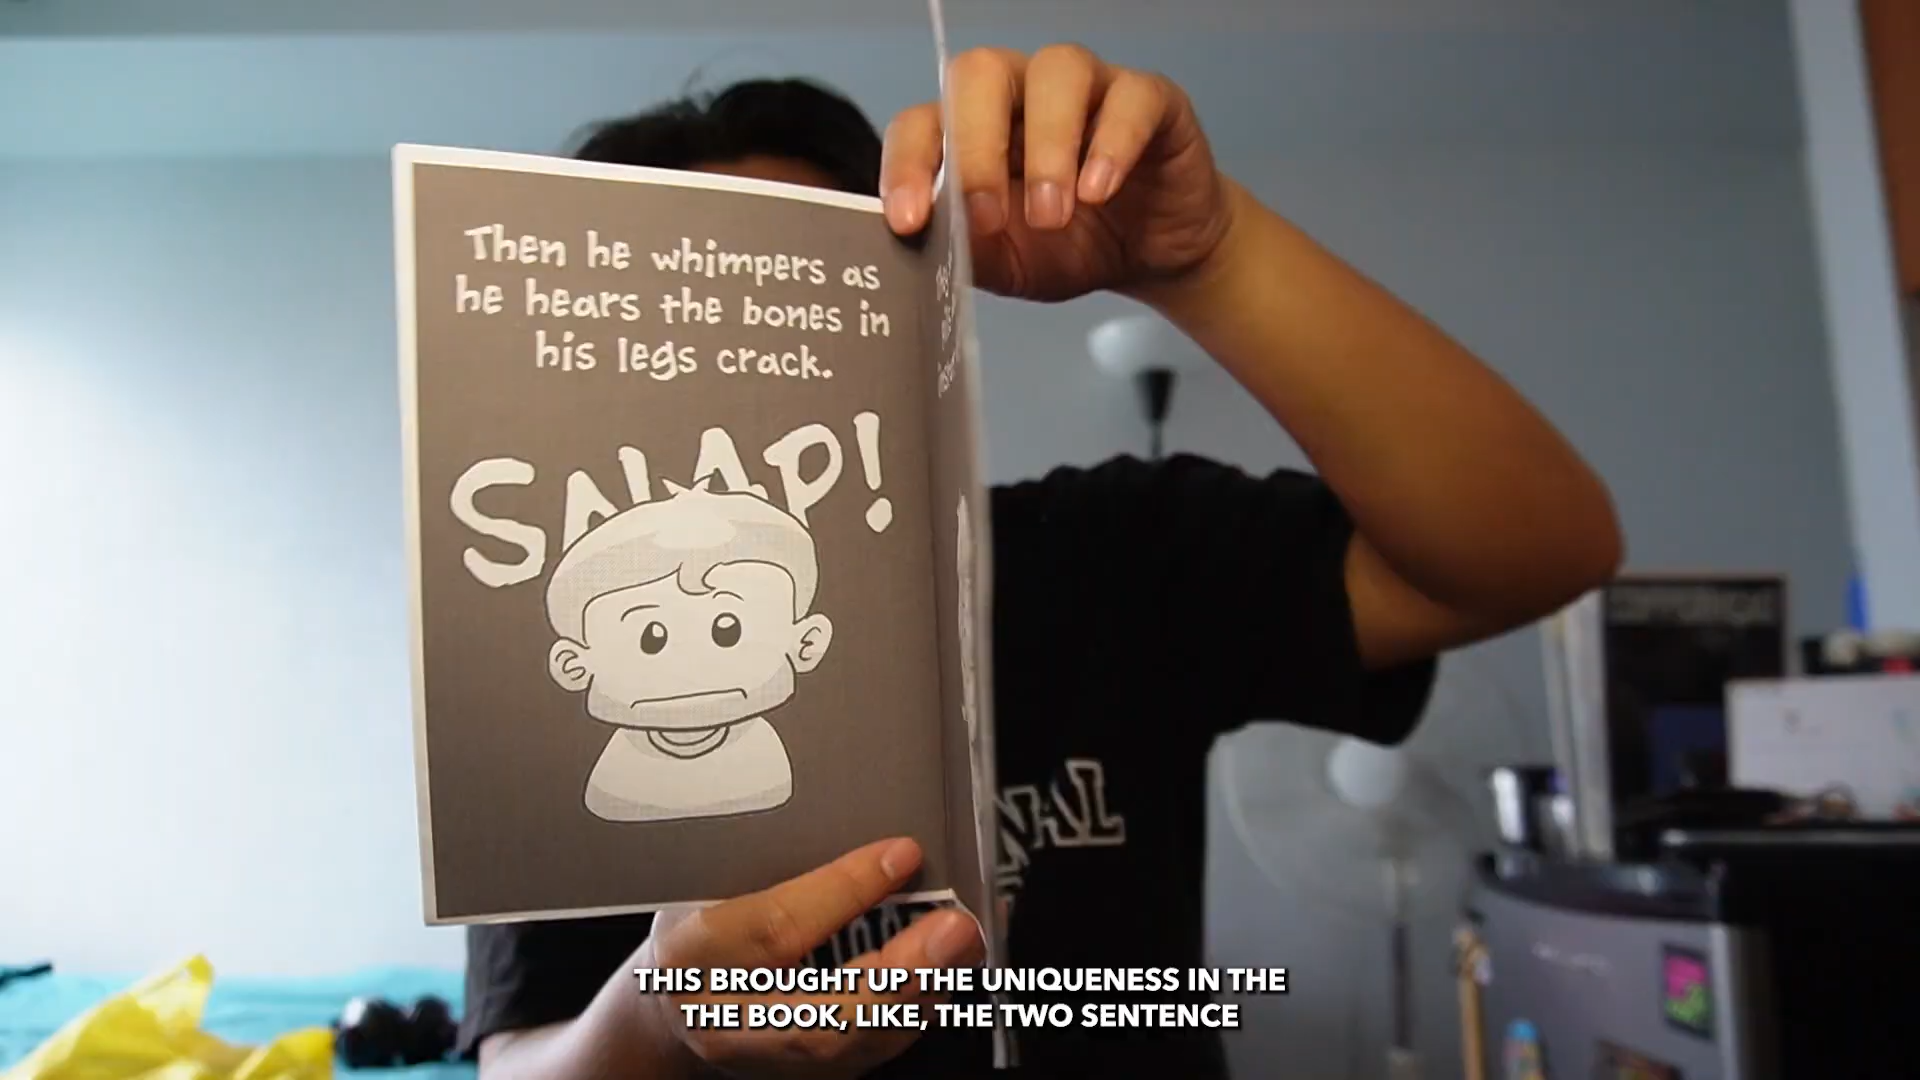 Then he whimpers as
he hears the bones in
his legs crack.
SNAP!
THIS BROUGHT UP THE UNIQUENESS IN THE
THE BOOK, LIKE, THE TWO SENTENCE